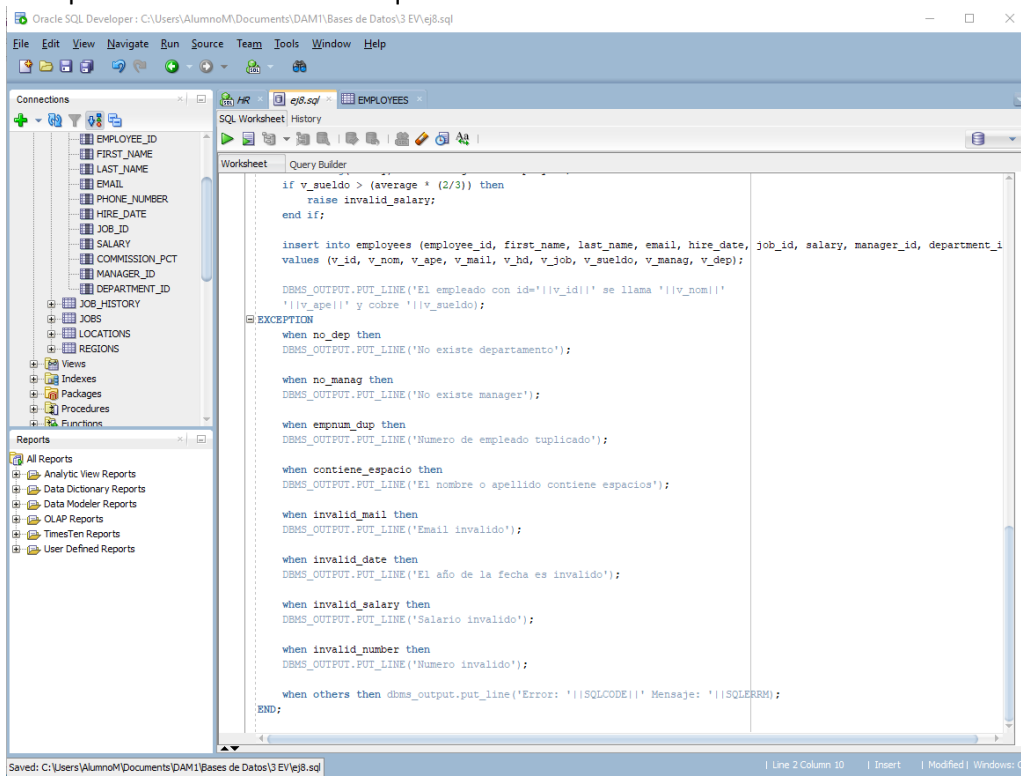 Oracle SQL Developer : C:\Users\AlumnoM\Documents\DAM1\Bases de Datos\3 EV\ej8.sql
File Edit View Navigate Run Source Team Tools Window Help
Connections
EMPLOYEE_ID
FIRST_NAME
LAST_NAME
EMAIL
PHONE_NUMBER
HIRE_DATE
JOB_ID
SALARY
COMMISSION_PCT
MANAGER_ID
DEPARTMENT_ID
JOB_HISTORY
JOBS
LOCATIONS
REGIONS
Views
Indexes
Packages
Procedures
Functions
Reports
All Reports
Analytic View Reports
Data Dictionary Reports
Data Modeler Reports
OLAP Reports
TimesTen Reports
User Defined Reports
HR ej8.sql EMPLOYEES
SQL Worksheet History
Worksheet Query Builder
if v_sueldo > (average * (2/3)) then
raise invalid_salary;
end if;
insert into employees (employee_id, first_name, last_name, email, hire_date, job_id, salary, manager_id, department_i
values (v_id, v_nom, v_ape, v_mail, v_hd, v_job, v_sueldo, v_manag, v_dep);
DBMS_OUTPUT.PUT_LINE('El empleado con id='||v_id||' se llama '||v_nom||'
'||v_ape||' y cobre '||v_sueldo);
EXCEPTION
when no_dep then
DBMS_OUTPUT.PUT_LINE('No existe departamento');
when no_manag then
DBMS_OUTPUT.PUT_LINE('No existe manager');
when empnum_dup then
DBMS_OUTPUT.PUT_LINE('Numero de empleado tuplicado');
when contiene_espacio then
DBMS_OUTPUT.PUT_LINE('El nombre o apellido contiene espacios');
when invalid_mail then
DBMS_OUTPUT.PUT_LINE('Email invalido');
when invalid_date then
DBMS_OUTPUT.PUT_LINE('El año de la fecha es invalido');
when invalid_salary then
DBMS_OUTPUT.PUT_LINE('Salario invalido');
when invalid_number then
DBMS_OUTPUT.PUT_LINE('Numero invalido');
when others then dbms_output.put_line('Error: '||SQLCODE||' Mensaje: '||SQLERRM);
END;
Saved: C:\Users\AlumnoM\Documents\DAM1\Bases de Datos\3 EV\ej8.sql
| Line 2 Column 10 | Insert | Modified | Windows: